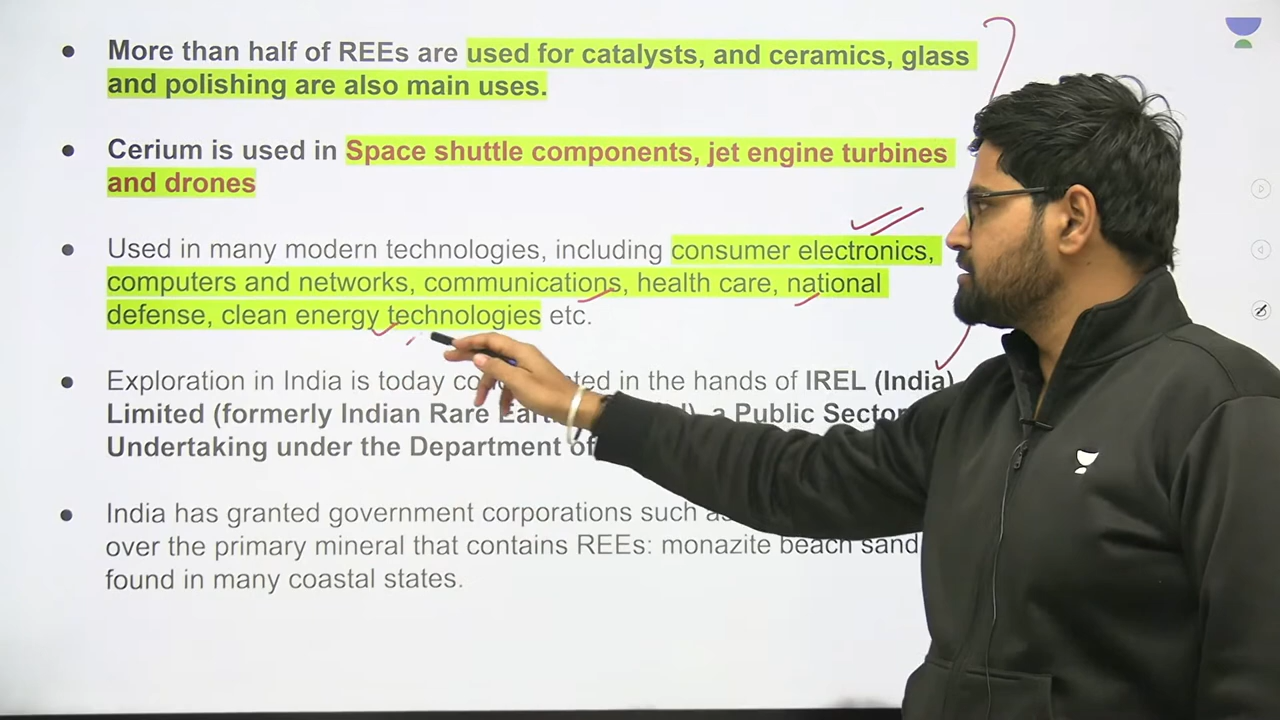 More than half of REEs are used for catalysts, and ceramics, glass
and polishing are also main uses.
Cerium is used in Space shuttle components, jet engine turbines
and drones
Used in many modern technologies, including consumer electronics,
computers and networks, communications, health care, national
defense, clean energy technologies etc.
Exploration in India is today in the hands of IREL (India)
Limited (formerly Indian Rare a Public Sector
Undertaking under the Department of
India has granted government corporations such
over the primary mineral that contains REEs: monazite beach sand
found in many coastal states.